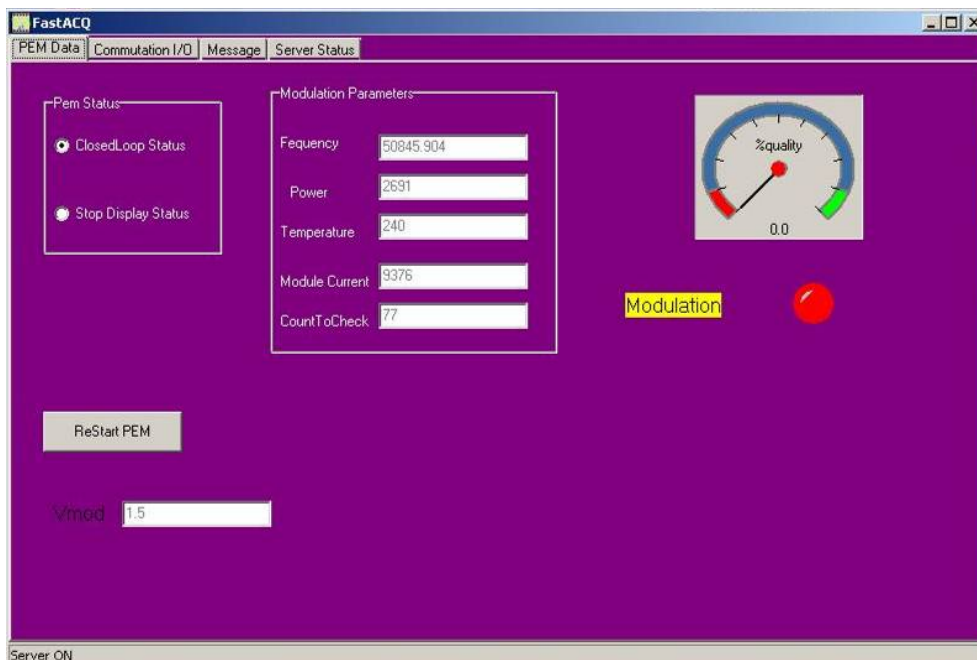 FastACQ
PEM Data Commutation I/O Message Server Status
Pem Status
ClosedLoop Status
Stop Display Status
Modulation Parameters
Fequency 50845.904
Power 2691
Temperature 240
Module Current 9376
CountToCheck 77
%quality
0.0
Modulation
ReStart PEM
Vmod 1.5
Server ON